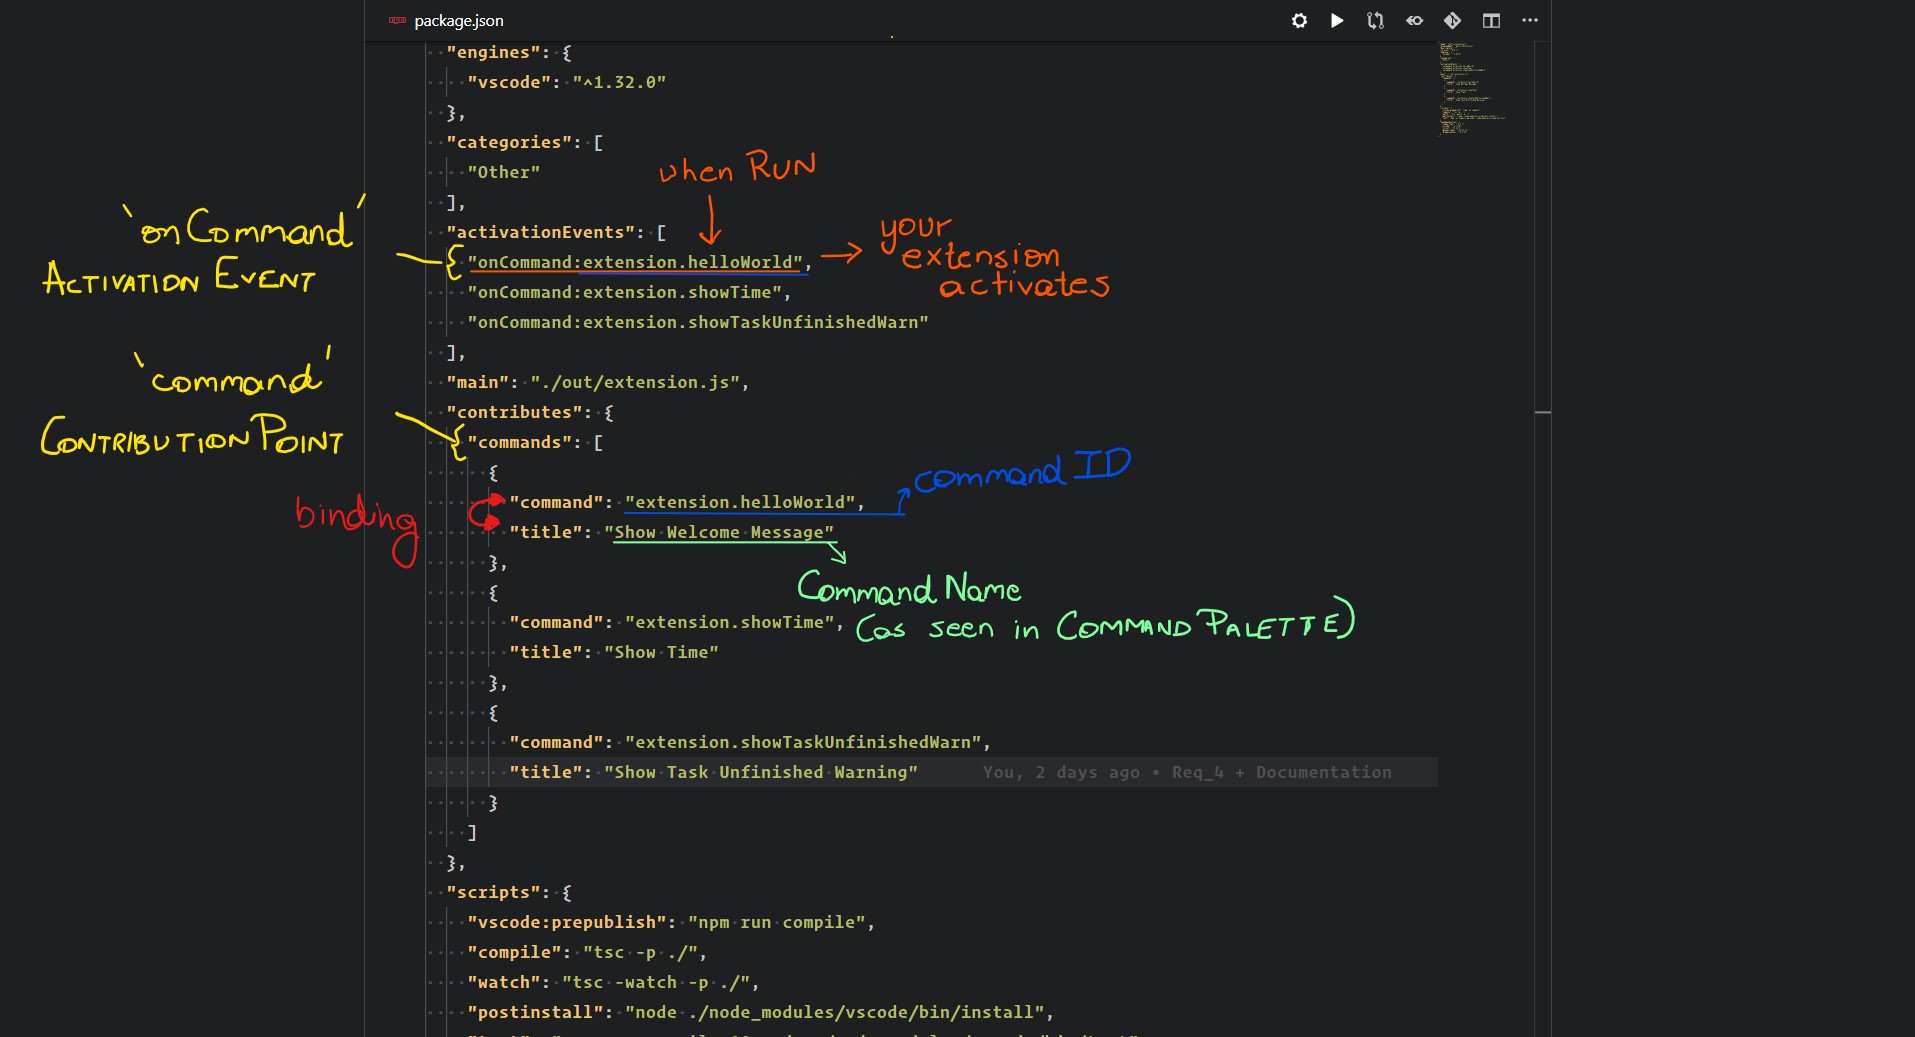 package.json
"engines": {
"vscode": "^1.32.0"
},
"categories": [
"Other"
],
when RUN
"activationEvents": [
"onCommand:extension.helloWorld",
"onCommand:extension.showTime",
"onCommand:extension.showTaskUnfinishedWarn"
],
your
extension
activates
`onCommand'
ACTIVATION EVENT
"main": "./out/extension.js",
"contributes": {
"commands": [
`command'
CONTRIBUTION POINT
{
"command": "extension.helloWorld",
command ID
"title": "Show Welcome Message"
binding
},
Command Name
(as seen in COMMAND PALETTE)
{
"command": "extension.showTime",
"title": "Show Time"
},
{
"command": "extension.showTaskUnfinishedWarn",
"title": "Show Task Unfinished Warning" You, 2 days ago • Req_4 + Documentation
}
]
},
"scripts": {
"vscode:prepublish": "npm run compile",
"compile": "tsc -p ./",
"watch": "tsc -watch -p ./",
"postinstall": "node ./node_modules/vscode/bin/install",